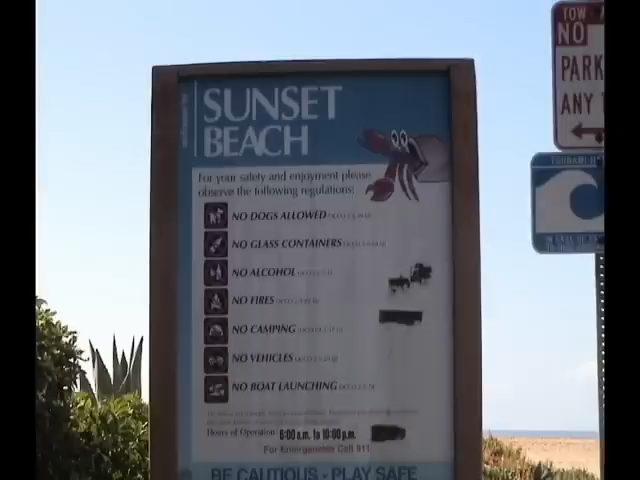 SUNSET
BEACH
For your safety and enjoyment please
observe the following regulations:
NO DOGS ALLOWED
NO GLASS CONTAINERS
NO ALCOHOL
NO FIRES
NO CAMPING
NO VEHICLES
NO BOAT LAUNCHING
Hours of Operation: 6:00 a.m. to 10:00 p.m.
For Emergencies Call 911
BE CAUTIOUS - PLAY SAFE
TOW
NO
PARK
ANY
TSUNAMI